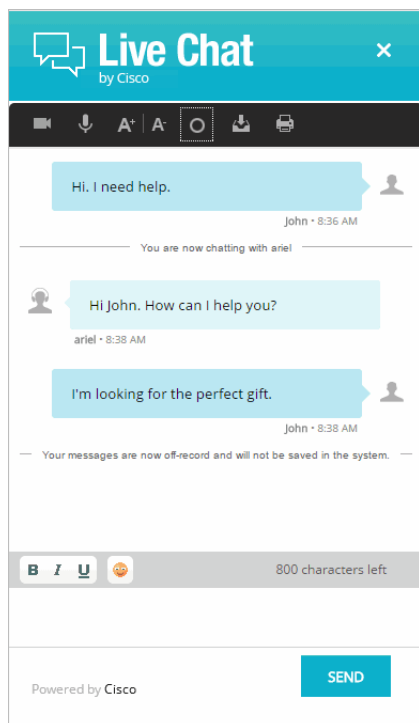 Live Chat
by Cisco
A+ A-
Hi. I need help.
John • 8:36 AM
You are now chatting with ariel
Hi John. How can I help you?
ariel • 8:38 AM
I'm looking for the perfect gift.
John • 8:38 AM
Your messages are now off-record and will not be saved in the system.
B I U 800 characters left
Powered by Cisco SEND